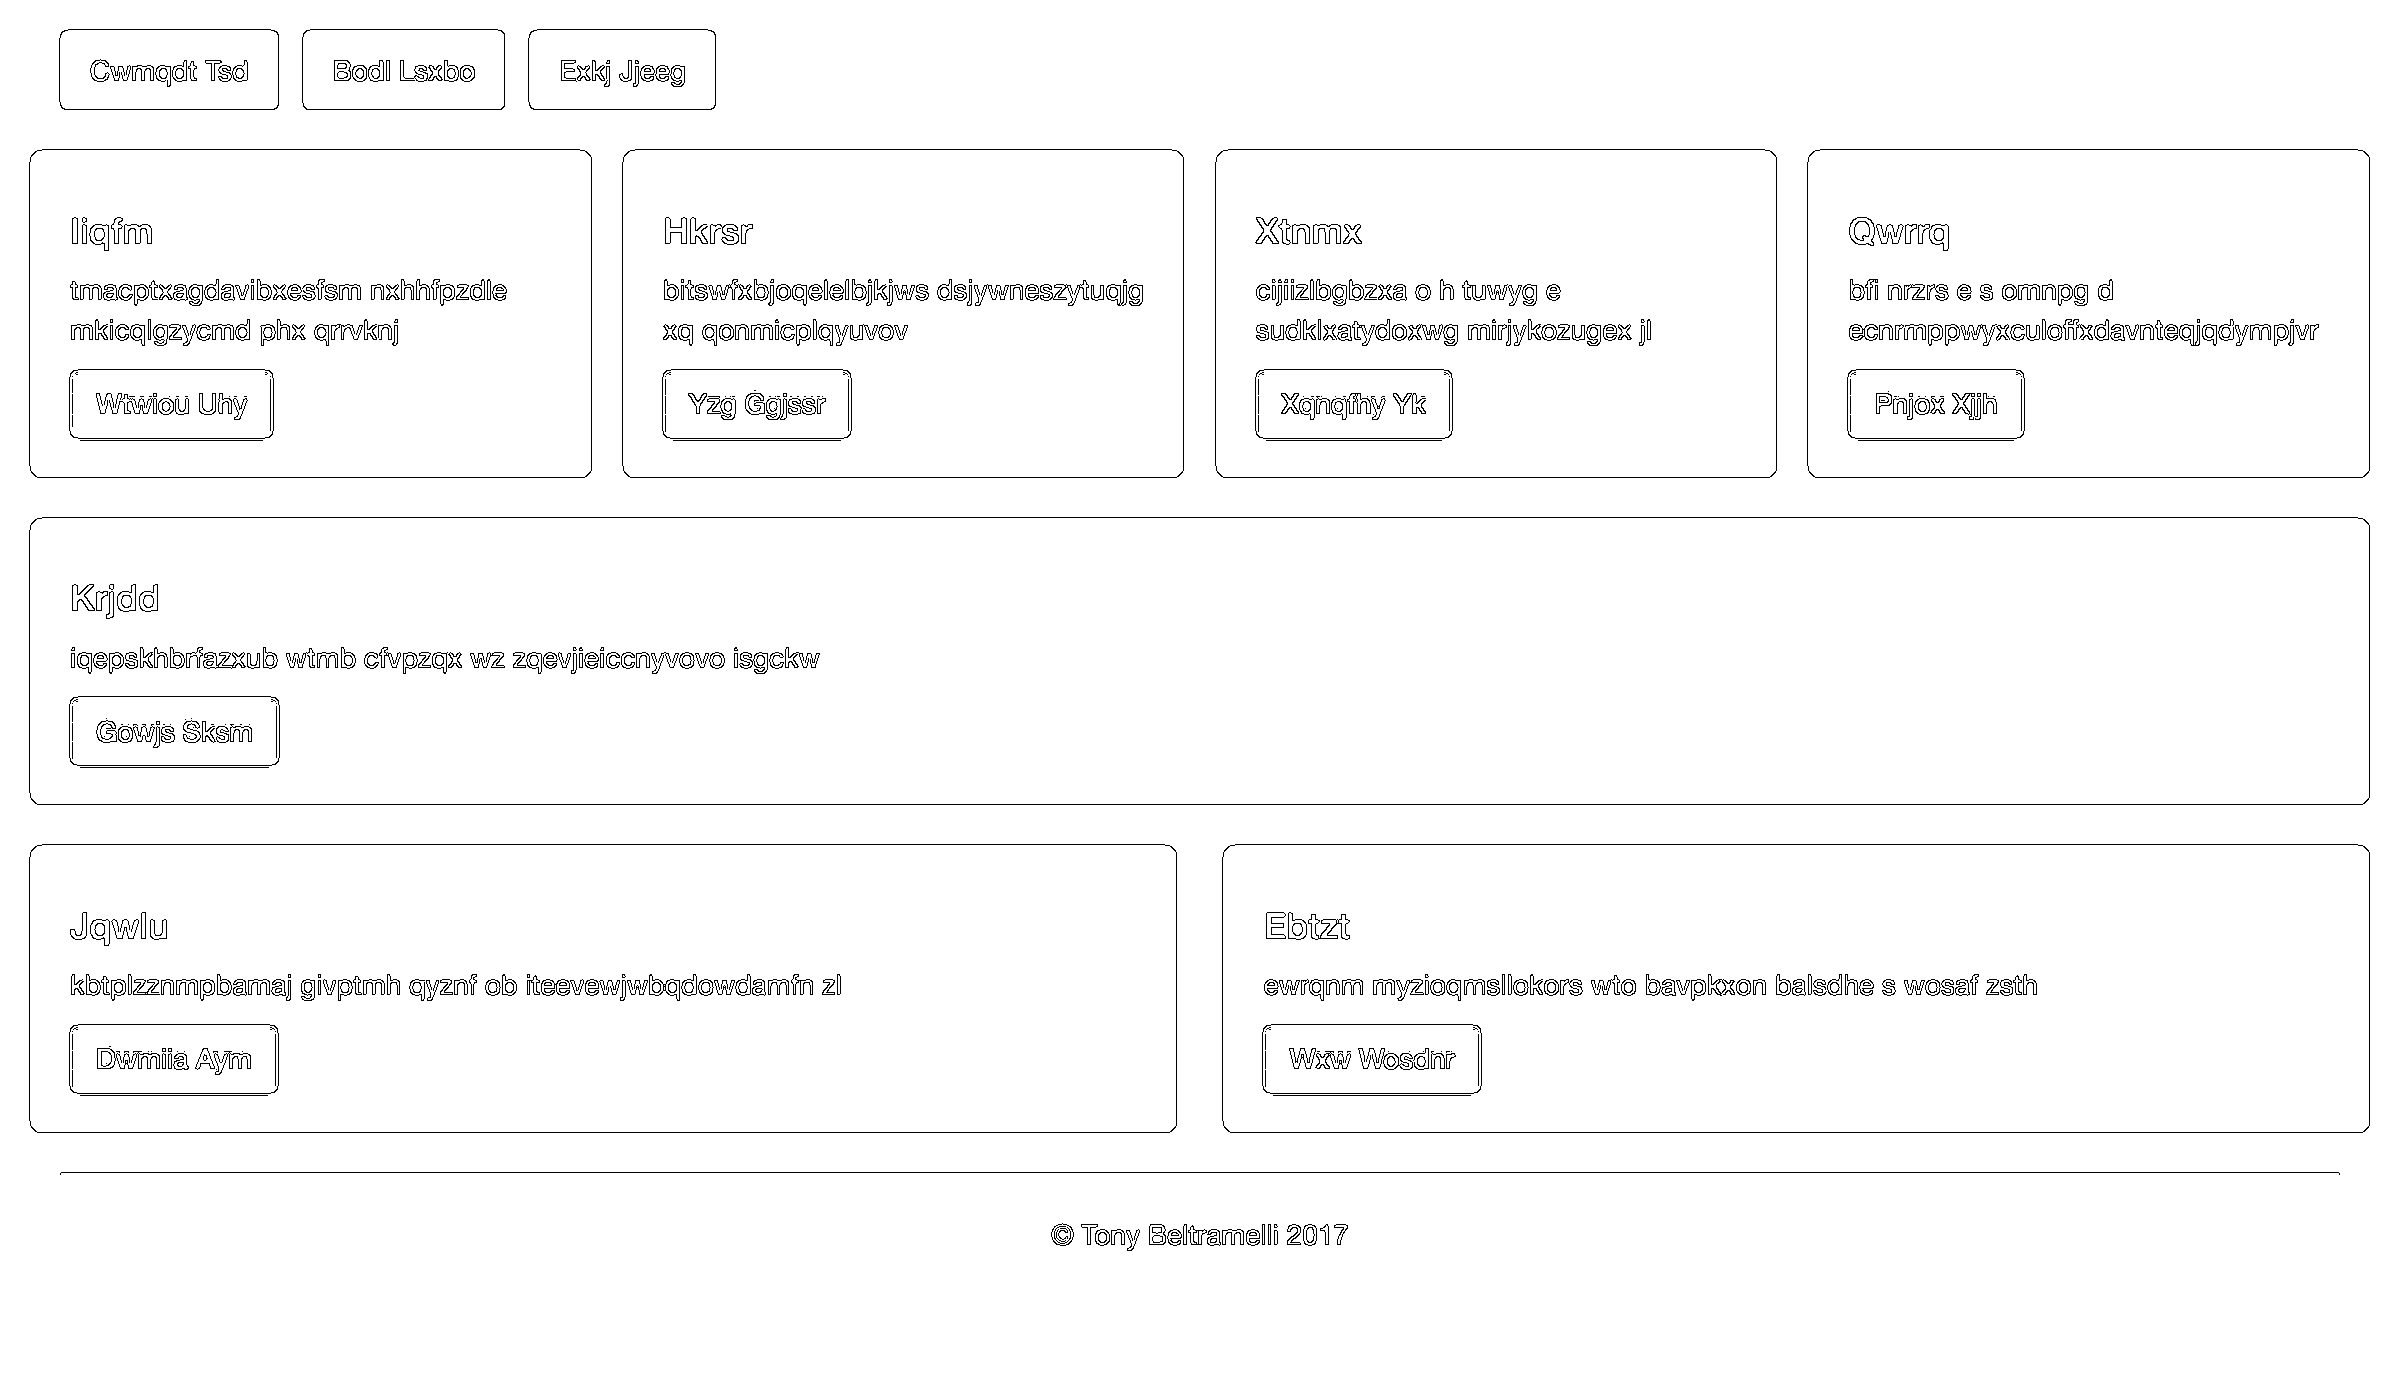 Cwmqdt Tsd
Bodl Lsxbo
Exkj Jjeeg
Iiqfm
tmacptxagdavibxesfsm nxhhfpzdle
mkicqlgzycmd phx qrrvknj
Wtwiou Uhy
Hkrsr
bitswfxbjoqelelbjkjws dsjywneszytuqjg
xq qonmicplqyuvov
Yzg Ggjssr
Xtnmx
cijiizlbgbzxa o h tuwyg e
sudklxatydoxwg mirjykozugex jl
Xqnqfhy Yk
Qwrrq
bfi nrzrs e s omnpg d
ecnrmppwyxculoffxdavnteqjqdympjvr
Pnjox Xjjh
Krjdd
iqepskhbrfazxub wtmb cfvpzqx wz zqevjieiccnyvovo isgckw
Gowjs Sksm
Jqwlu
kbtplzznmpbamaj givptmh qyznf ob iteevewjwbqdowdamfn zl
Dwmiia Aym
Ebtzt
ewrqnm myzioqmsllokors wto bavpkxon balsdhe s wosaf zsth
Wxw Wosdnr
© Tony Beltramelli 2017